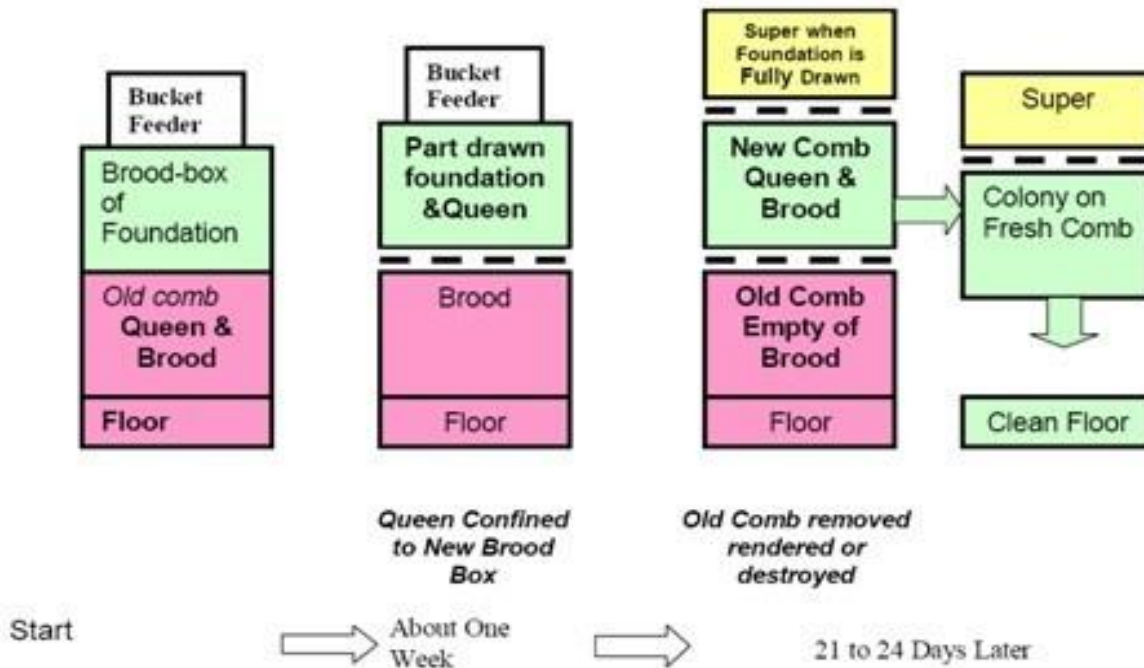 Bucket
Feeder
Brood-box
of
Foundation
Old comb
Queen &
Brood
Floor
Bucket
Feeder
Part drawn
foundation
&Queen
Brood
Floor
Queen Confined
to New Brood
Box
Super when
Foundation is
Fully Drawn
New Comb
Queen &
Brood
Old Comb
Empty of
Brood
Floor
Old Comb removed
rendered or
destroyed
Super
Colony on
Fresh Comb
Clean Floor
Start
About One
Week
21 to 24 Days Later